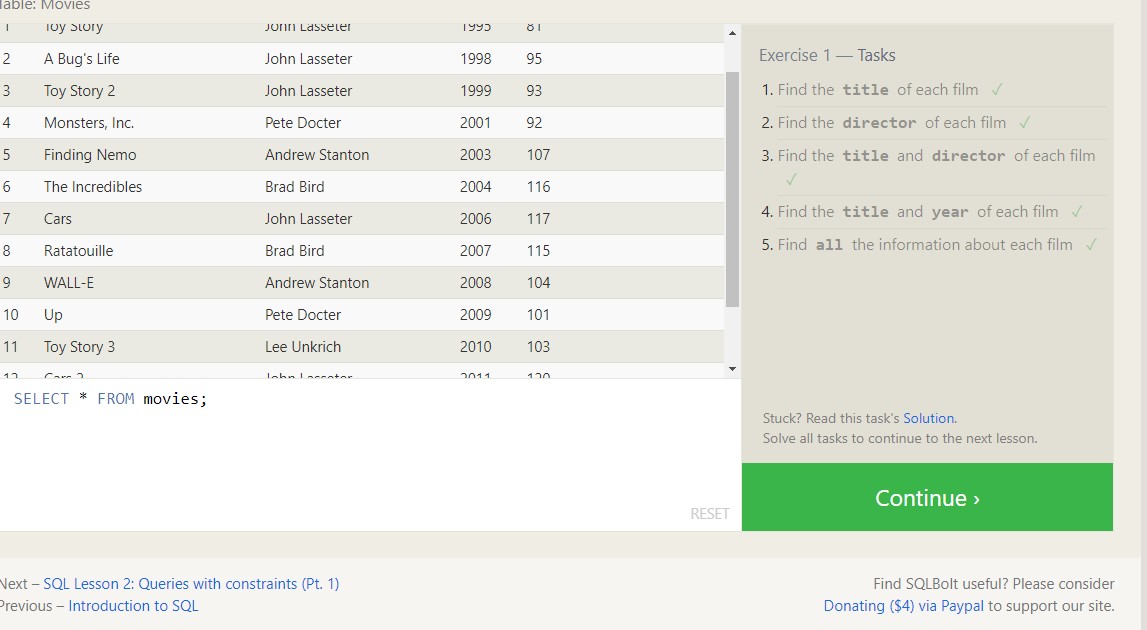 Table: Movies
1 Toy Story John Lasseter 1995 81
2 A Bug's Life John Lasseter 1998 95
3 Toy Story 2 John Lasseter 1999 93
4 Monsters, Inc. Pete Docter 2001 92
5 Finding Nemo Andrew Stanton 2003 107
6 The Incredibles Brad Bird 2004 116
7 Cars John Lasseter 2006 117
8 Ratatouille Brad Bird 2007 115
9 WALL-E Andrew Stanton 2008 104
10 Up Pete Docter 2009 101
11 Toy Story 3 Lee Unkrich 2010 103
12 Cars 2 John Lasseter 2011 120
SELECT * FROM movies;
RESET
Exercise 1 — Tasks
1. Find the title of each film ✓
2. Find the director of each film ✓
3. Find the title and director of each film
✓
4. Find the title and year of each film ✓
5. Find all the information about each film ✓
Stuck? Read this task's Solution.
Solve all tasks to continue to the next lesson.
Continue ›
Next – SQL Lesson 2: Queries with constraints (Pt. 1)
Previous – Introduction to SQL
Find SQLBolt useful? Please consider
Donating ($4) via Paypal to support our site.